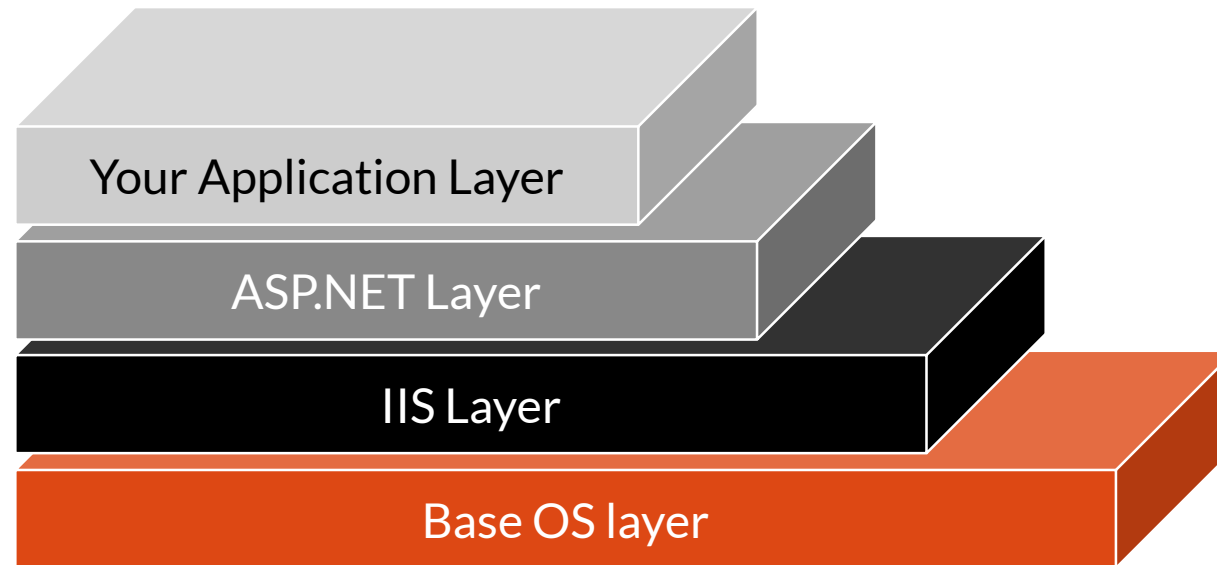 Your Application Layer
ASP.NET Layer
IIS Layer
Base OS layer